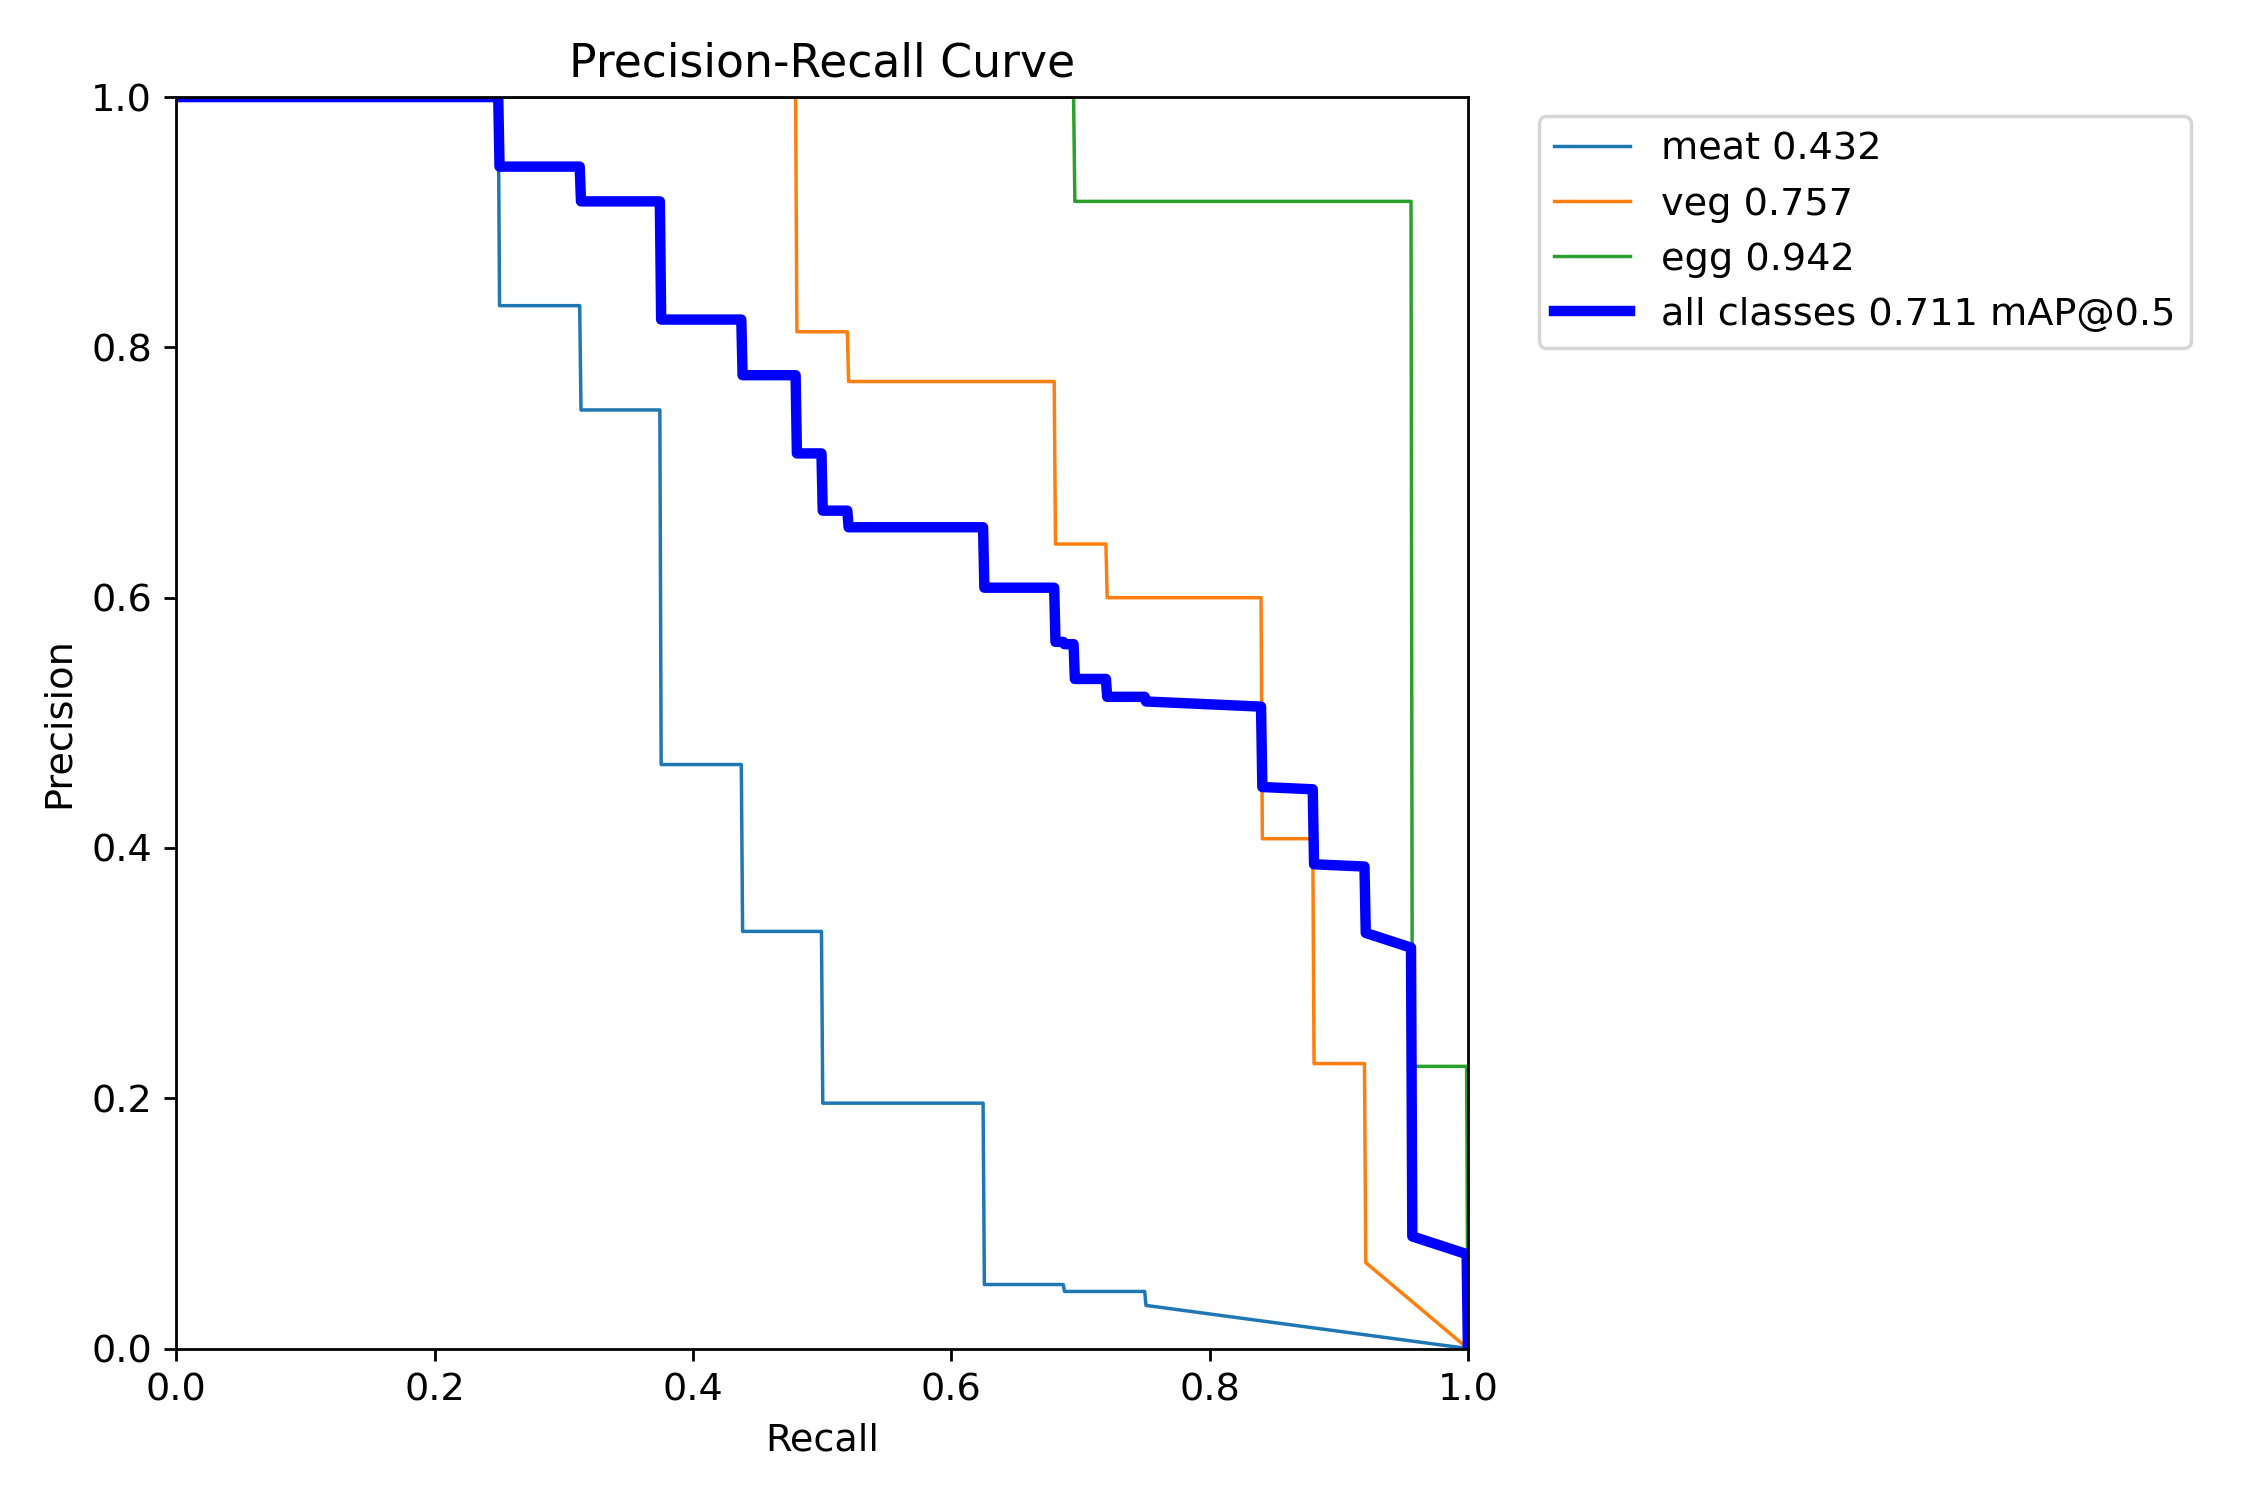 Precision-Recall Curve
1.0
0.8
0.6
0.4
0.2
0.0
Precision
0.0 0.2 0.4 0.6 0.8 1.0
Recall
meat 0.432
veg 0.757
egg 0.942
all classes 0.711 mAP@0.5